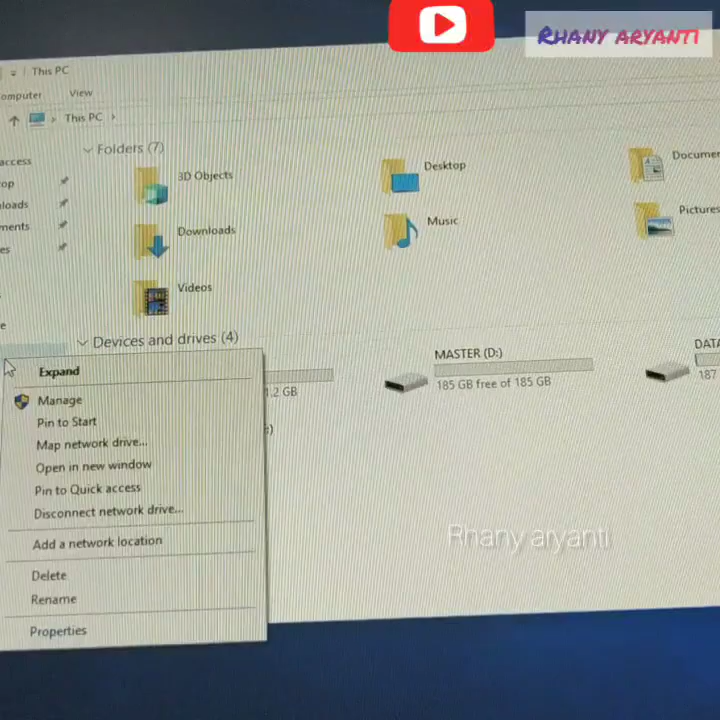 Rhany aryanti
This PC
omputer View
This PC
access
op
loads
ments
es
e
Folders (7)
3D Objects
Desktop
Documen
Downloads
Music
Pictures
Videos
Devices and drives (4)
MASTER (D:)
DATA
1.2 GB
185 GB free of 185 GB
187
:)
Expand
Manage
Pin to Start
Map network drive...
Open in new window
Pin to Quick access
Disconnect network drive...
Add a network location
Delete
Rename
Properties
Rhany aryanti